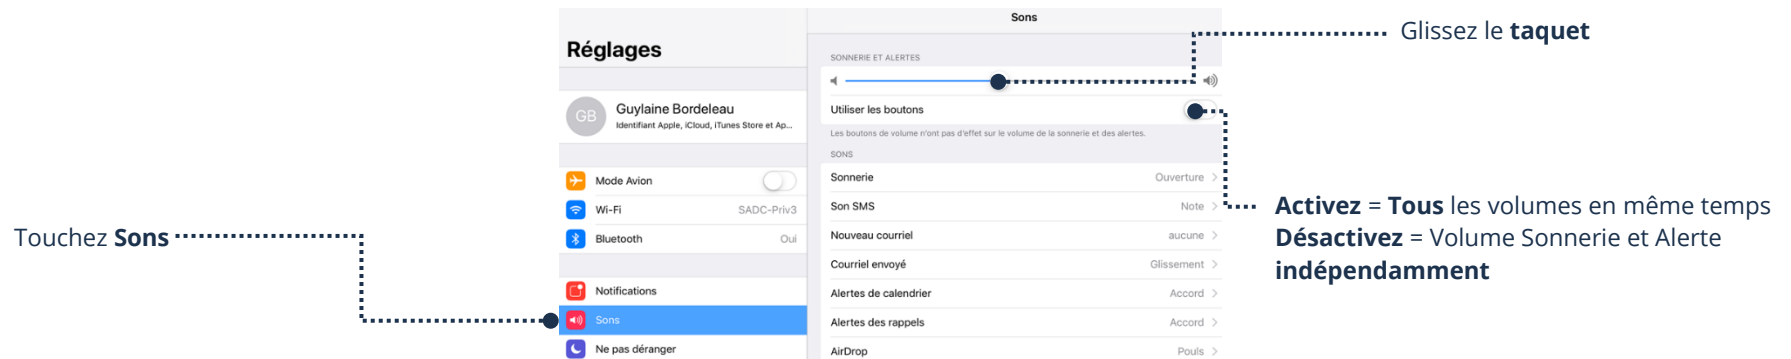 Touchez Sons
Réglages
GB
Guylaine Bordeleau
Identifiant Apple, iCloud, iTunes Store et Ap...
Mode Avion
Wi-Fi SADC-Priv3
Bluetooth Oui
Notifications
Sons
Ne pas déranger
Sons
SONNERIE ET ALERTES
Utiliser les boutons
Les boutons de volume n'ont pas d'effet sur le volume de la sonnerie et des alertes.
SONS
Sonnerie Ouverture
Son SMS Note
Nouveau courriel aucune
Courriel envoyé Glissement
Alertes de calendrier Accord
Alertes des rappels Accord
AirDrop Pouls
Glissez le taquet
Activez = Tous les volumes en même temps
Désactivez = Volume Sonnerie et Alerte
indépendamment